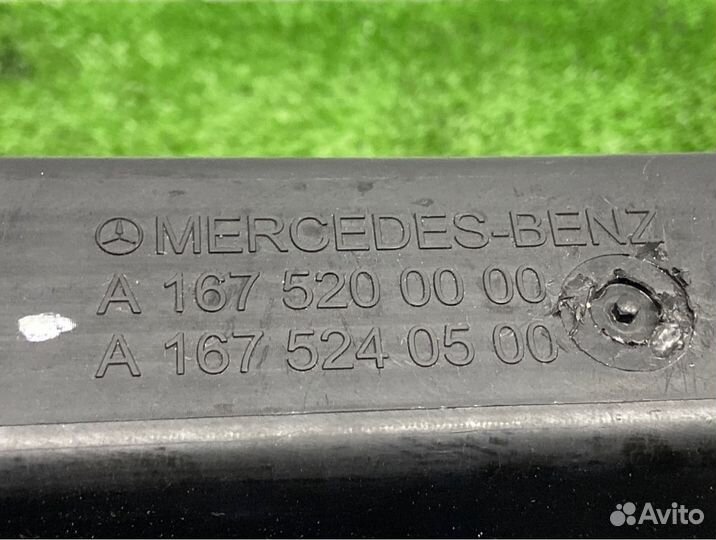 MERCEDES-BENZ
A 167 520 00 00
A 167 524 05 00
Avito